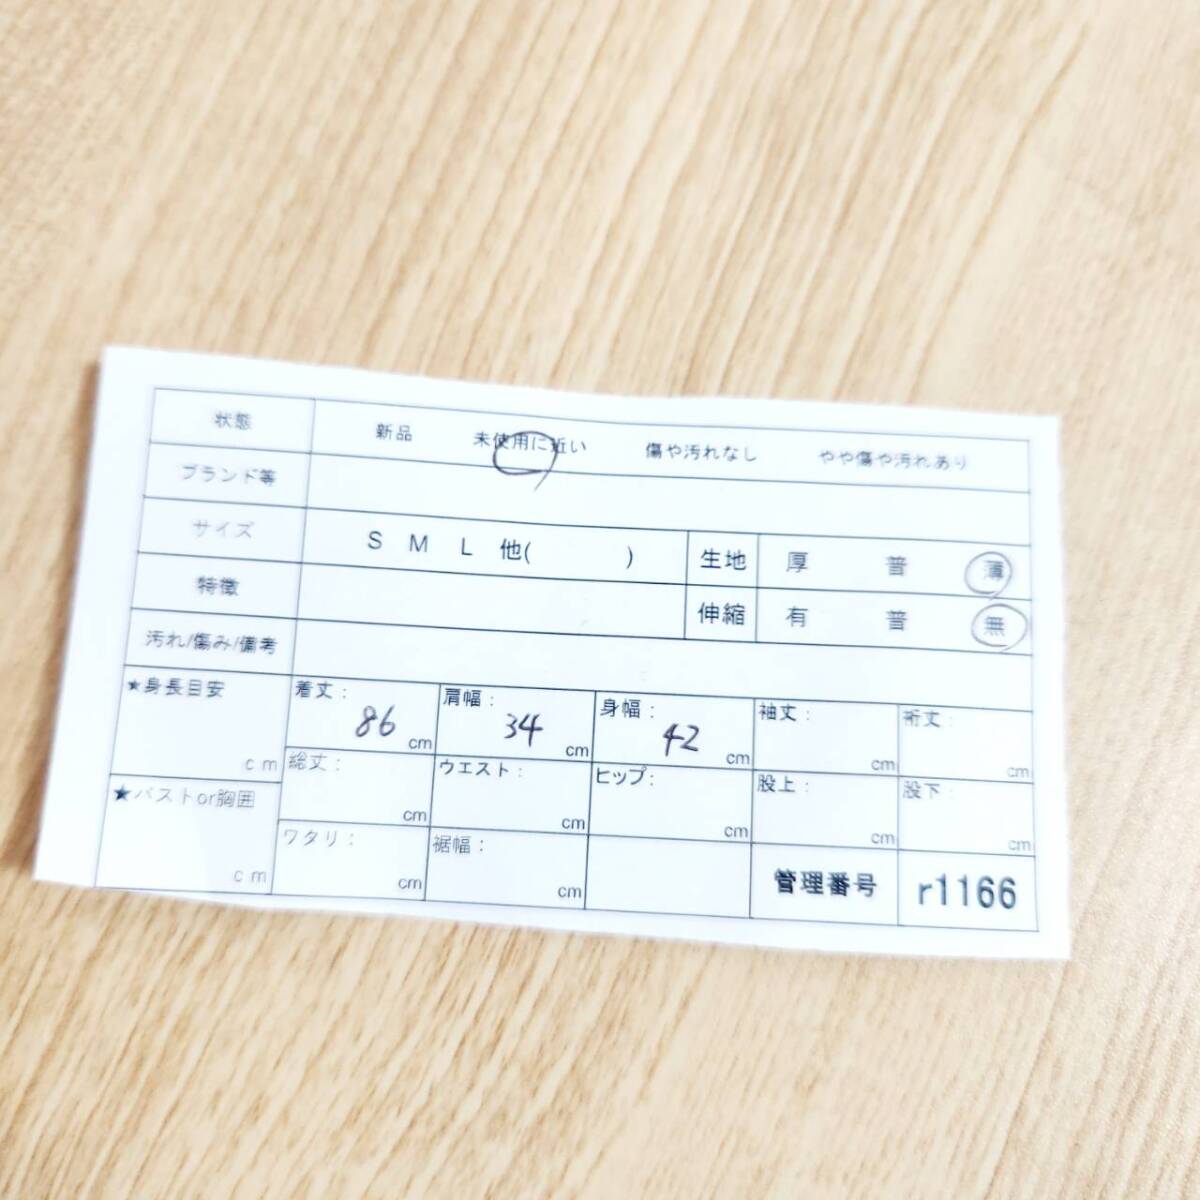 状態 新品 未使用に近い 傷や汚れなし やや傷や汚れあり
ブランド等
サイズ S M L 他( ) 生地 厚 普 薄
特徴 伸縮 有 普 無
汚れ/傷み/備考
★身長目安 cm
着丈: 86 cm
肩幅: 34 cm
身幅: 42 cm
袖丈: cm
裄丈: cm
★バストor胸囲 cm
総丈: cm
ウエスト: cm
ヒップ: cm
股上: cm
股下: cm
ワタリ: cm
裾幅: cm
管理番号 r1166